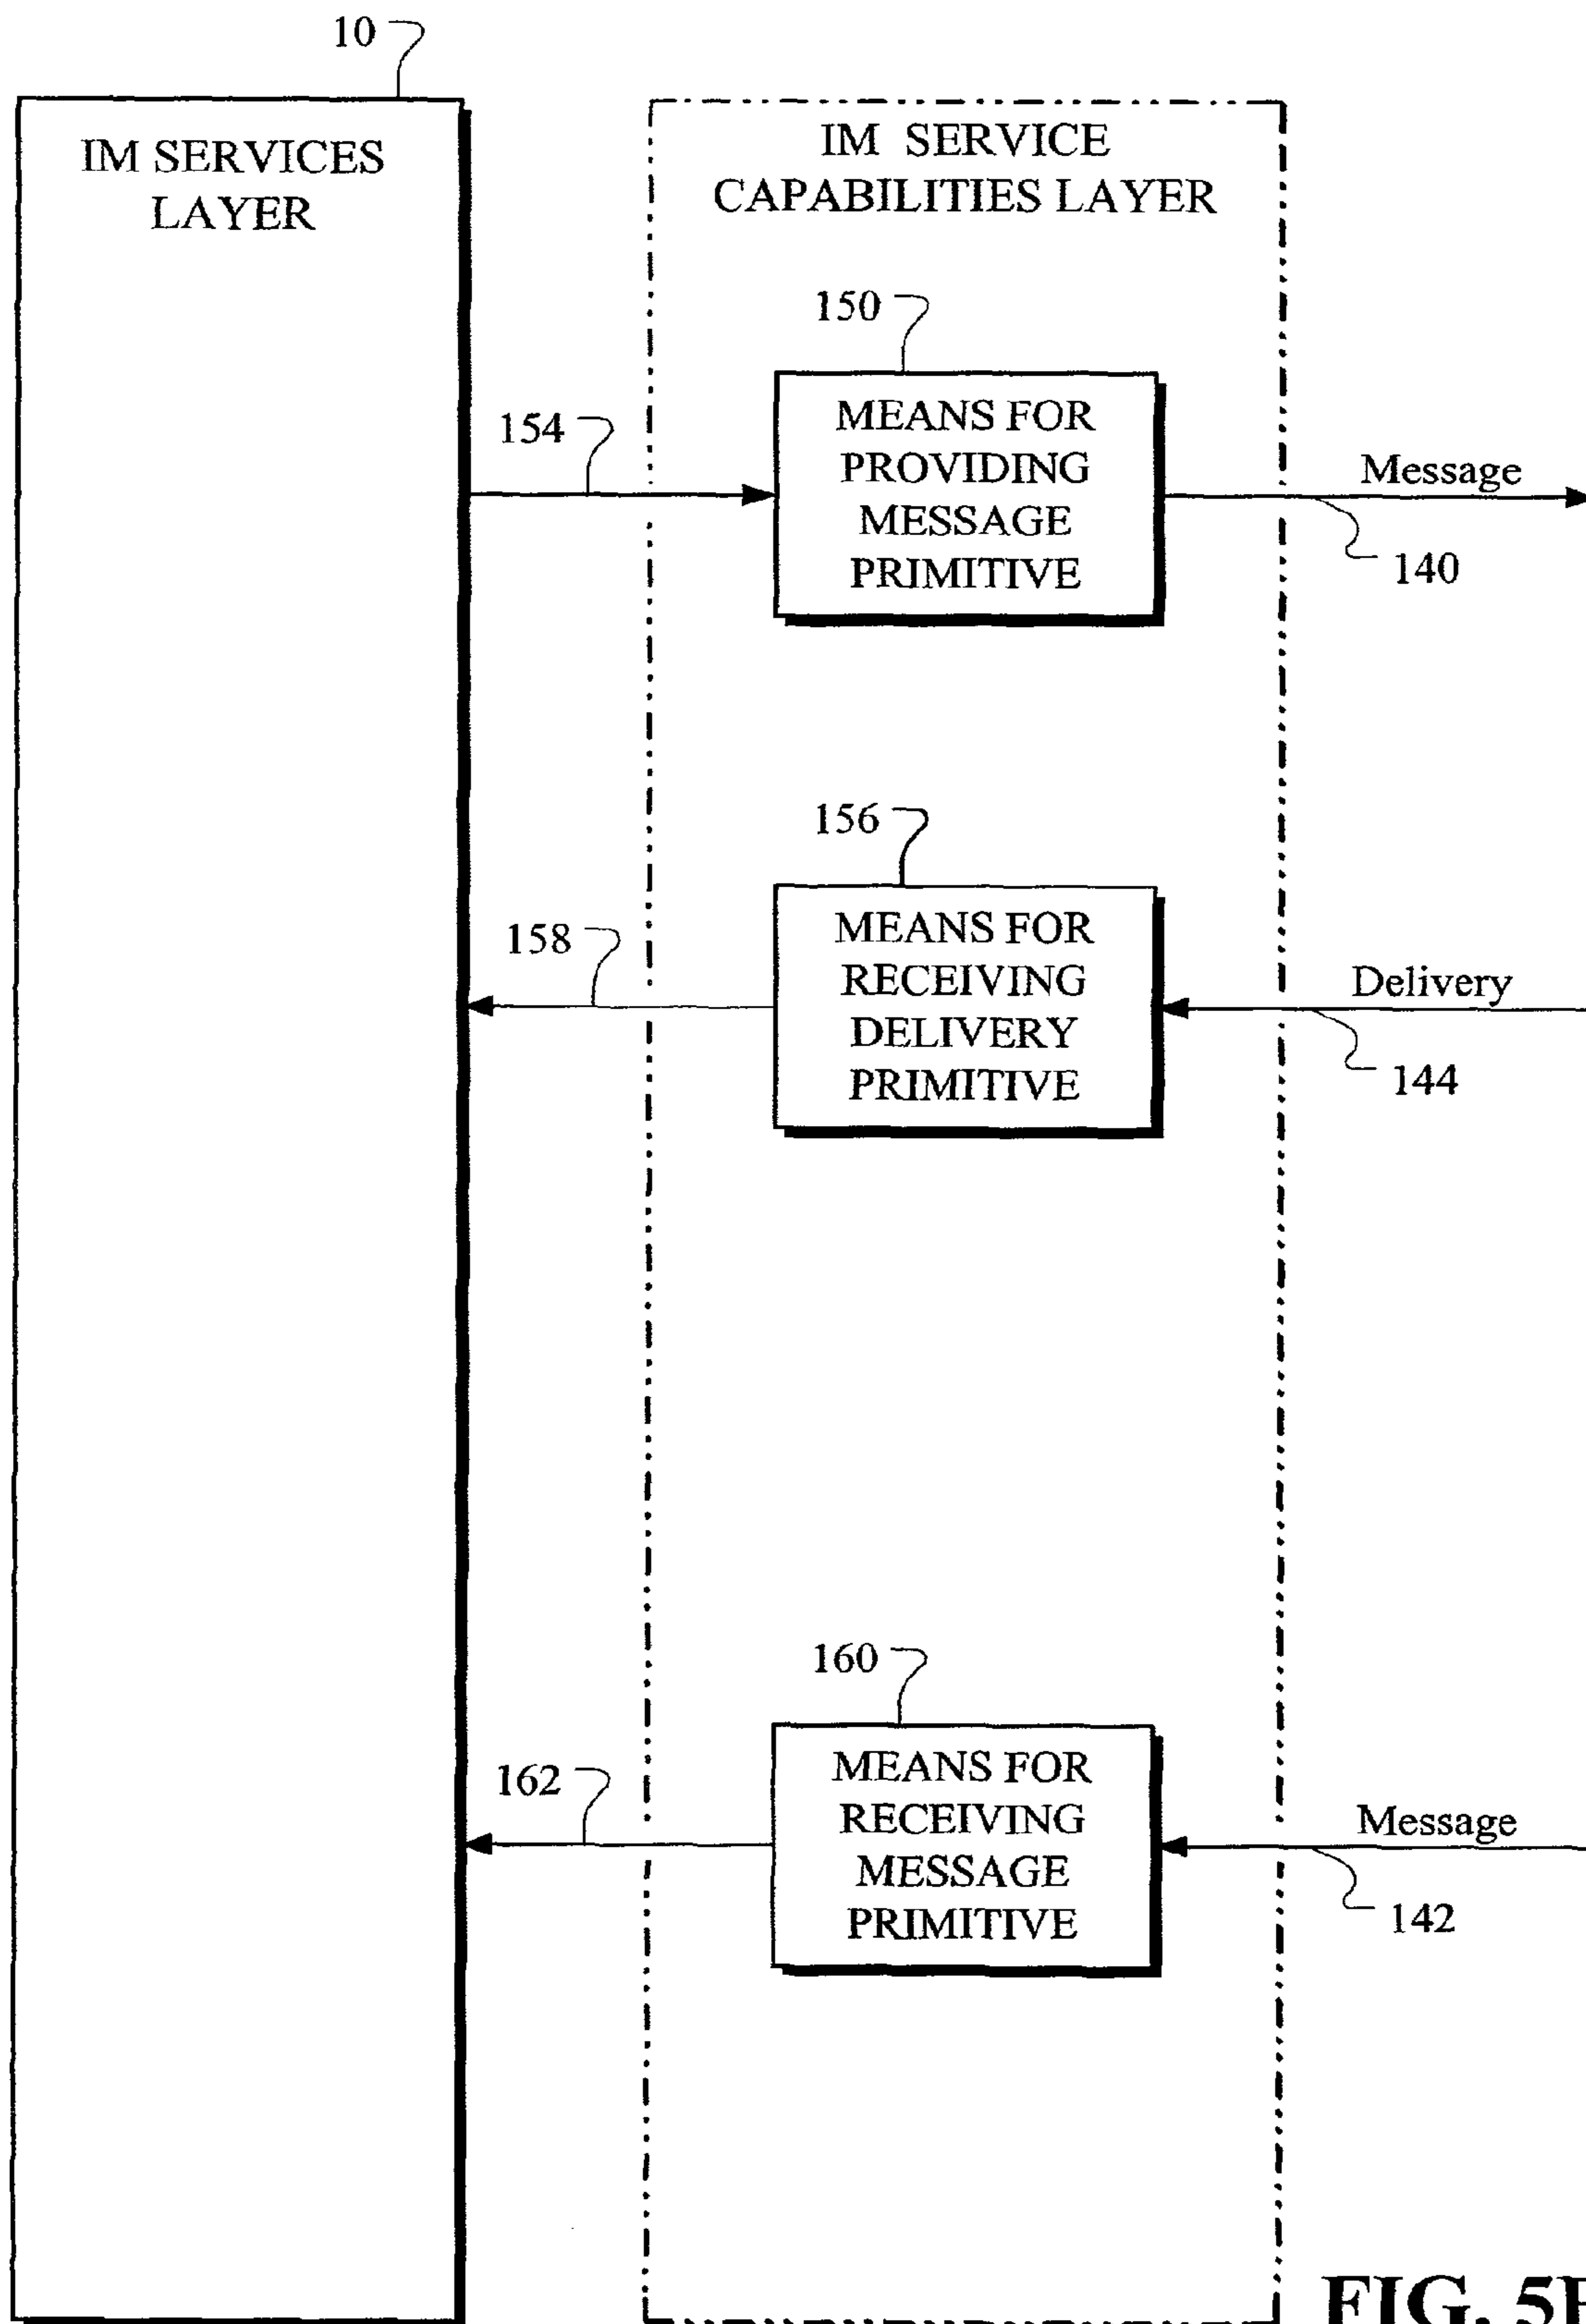 10
IM SERVICES
LAYER
IM SERVICE
CAPABILITIES LAYER
150
154
MEANS FOR
PROVIDING
MESSAGE
PRIMITIVE
Message
140
156
158
MEANS FOR
RECEIVING
DELIVERY
PRIMITIVE
Delivery
144
160
162
MEANS FOR
RECEIVING
MESSAGE
PRIMITIVE
Message
142
FIG.